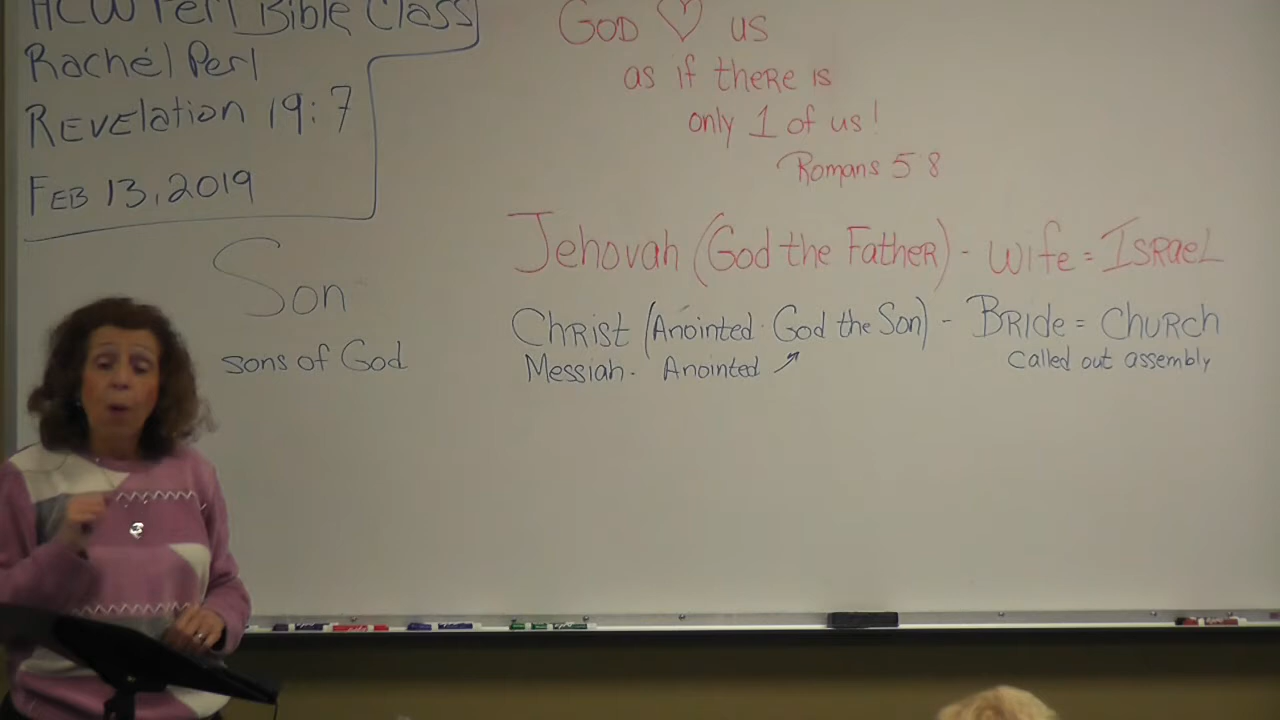 HCW Perl Bible Class
Rachel Perl
Revelation 19:7
Feb 13, 2019
God ♡ us
as if there is
only 1 of us!
Romans 5 8
Jehovah (God the Father) - Wife = Israel
Son
Christ (Anointed · God the Son) - Bride = Church
sons of God
Messiah - Anointed ↗
Called out assembly